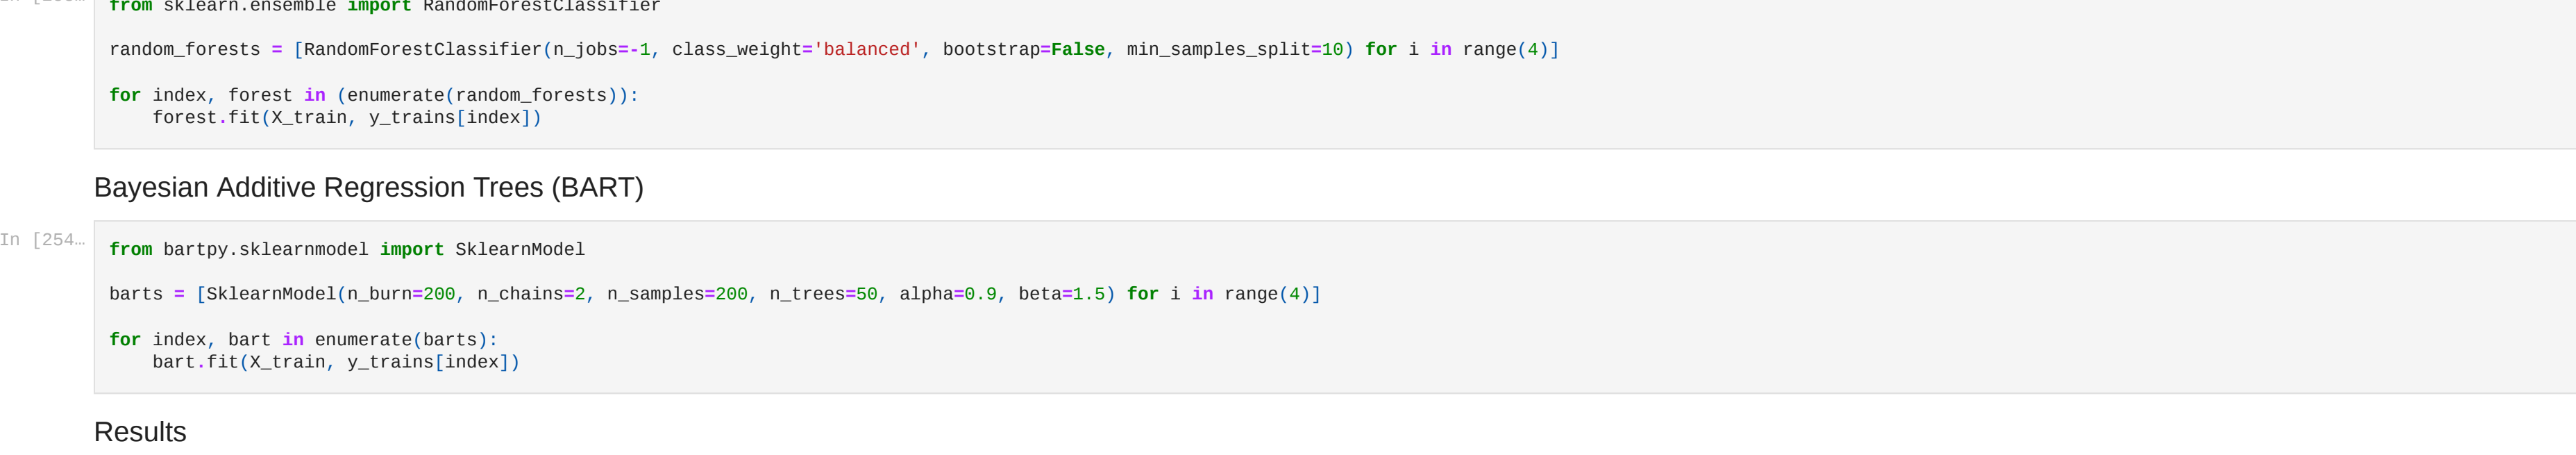 from sklearn.ensemble import RandomForestClassifier
random_forests = [RandomForestClassifier(n_jobs=-1, class_weight='balanced', bootstrap=False, min_samples_split=10) for i in range(4)]
for index, forest in (enumerate(random_forests)):
    forest.fit(X_train, y_trains[index])
Bayesian Additive Regression Trees (BART)
In [254…
from bartpy.sklearnmodel import SklearnModel
barts = [SklearnModel(n_burn=200, n_chains=2, n_samples=200, n_trees=50, alpha=0.9, beta=1.5) for i in range(4)]
for index, bart in enumerate(barts):
    bart.fit(X_train, y_trains[index])
Results